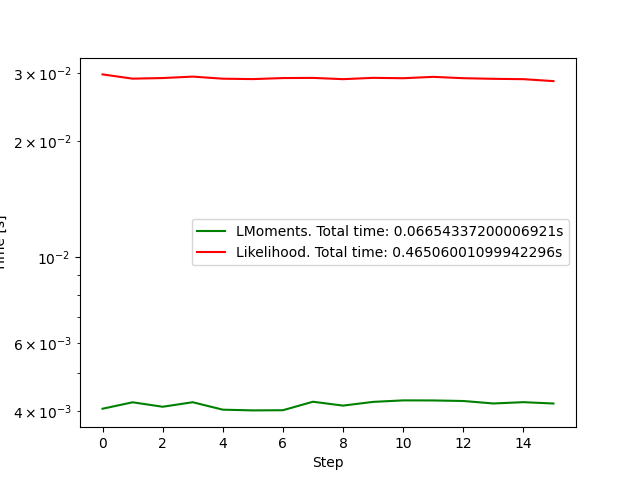 3 × 10⁻²
2 × 10⁻²
10⁻²
6 × 10⁻³
4 × 10⁻³
LMoments. Total time: 0.06654337200006921s
Likelihood. Total time: 0.46506001099942296s
0 2 4 6 8 10 12 14
Step